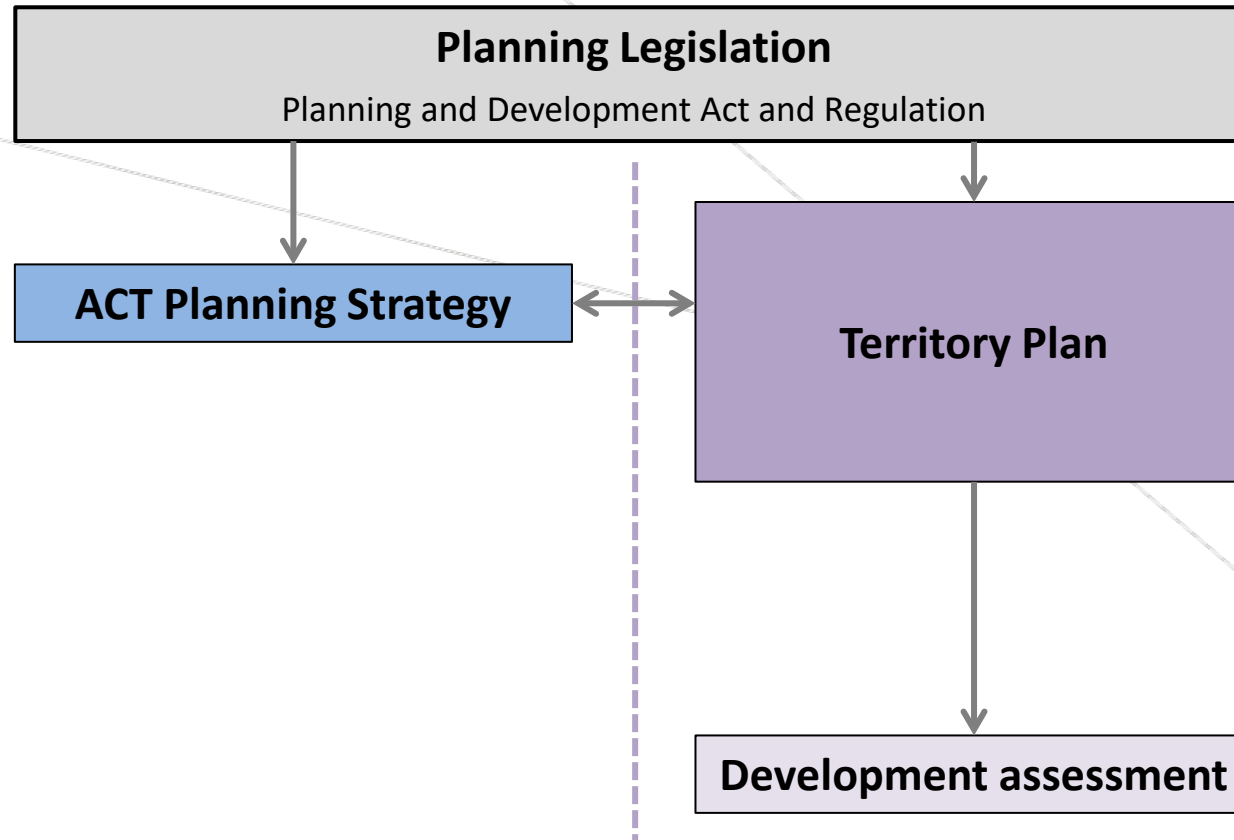 Planning Legislation
Planning and Development Act and Regulation
ACT Planning Strategy
Territory Plan
Development assessment